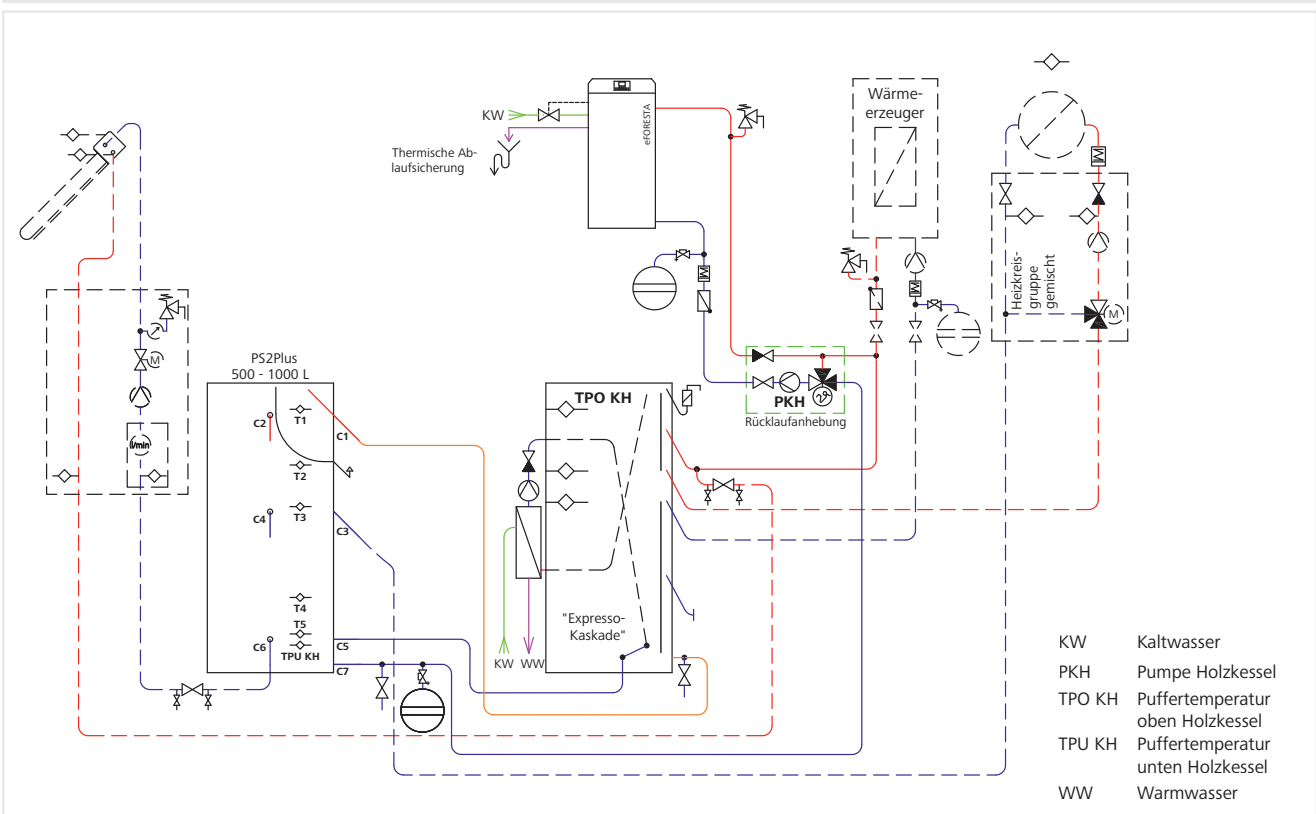 KW
Thermische Ab-
laufsicherung
eFORESTA
Wärme-
erzeuger
Heizkreis-
gruppe
gemischt
M
M
l/min
PS2Plus
500 - 1000 L
C2
T1
C1
T2
C4
T3
C3
T4
T5
C6
TPU KH
C5
C7
TPO KH
"Expresso-
Kaskade"
KW
WW
PKH
Rücklaufanhebung
KW Kaltwasser
PKH Pumpe Holzkessel
TPO KH Puffertemperatur
oben Holzkessel
TPU KH Puffertemperatur
unten Holzkessel
WW Warmwasser